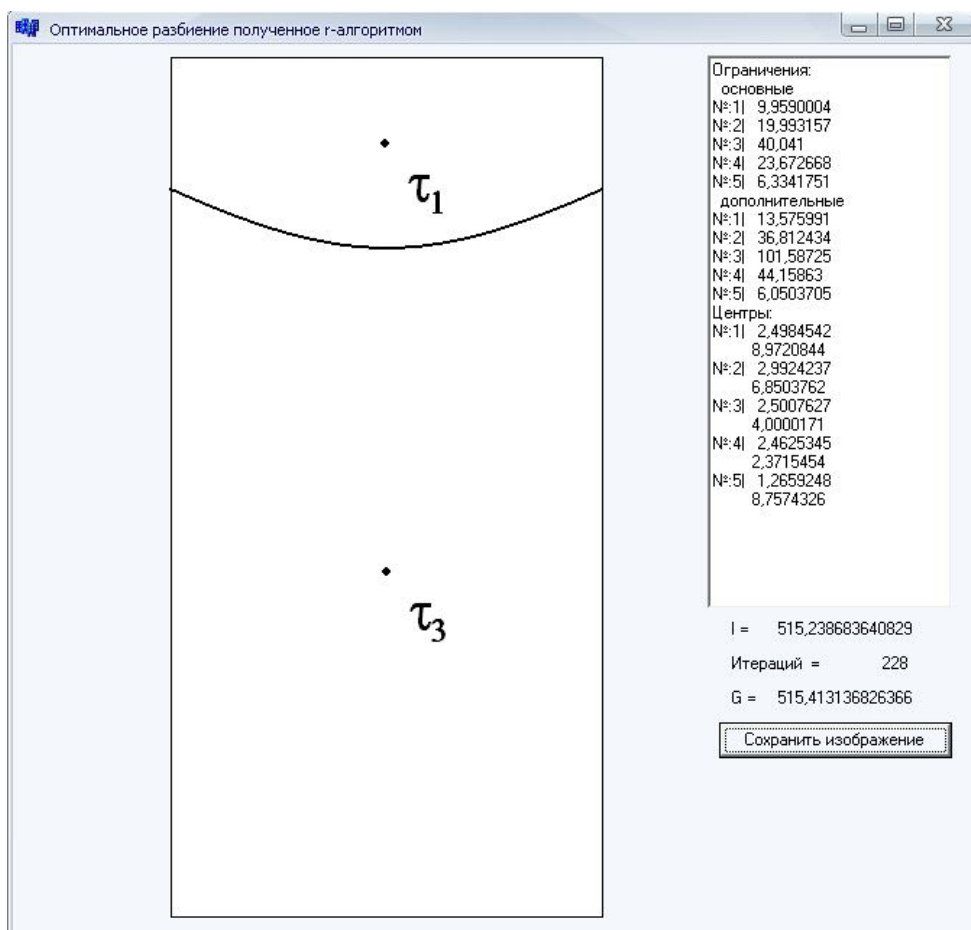 Оптимальное разбиение полученное r-алгоритмом
τ1
τ3
Ограничения:
основные
№:1| 9,9590004
№:2| 19,993157
№:3| 40,041
№:4| 23,672668
№:5| 6,3341751
дополнительные
№:1| 13,575991
№:2| 36,812434
№:3| 101,58725
№:4| 44,15863
№:5| 6,0503705
Центры:
№:1| 2,4984542
8,9720844
№:2| 2,9924237
6,8503762
№:3| 2,5007627
4,0000171
№:4| 2,4625345
2,3715454
№:5| 1,2659248
8,7574326
I = 515,238683640829
Итераций = 228
G = 515,413136826366
Сохранить изображение